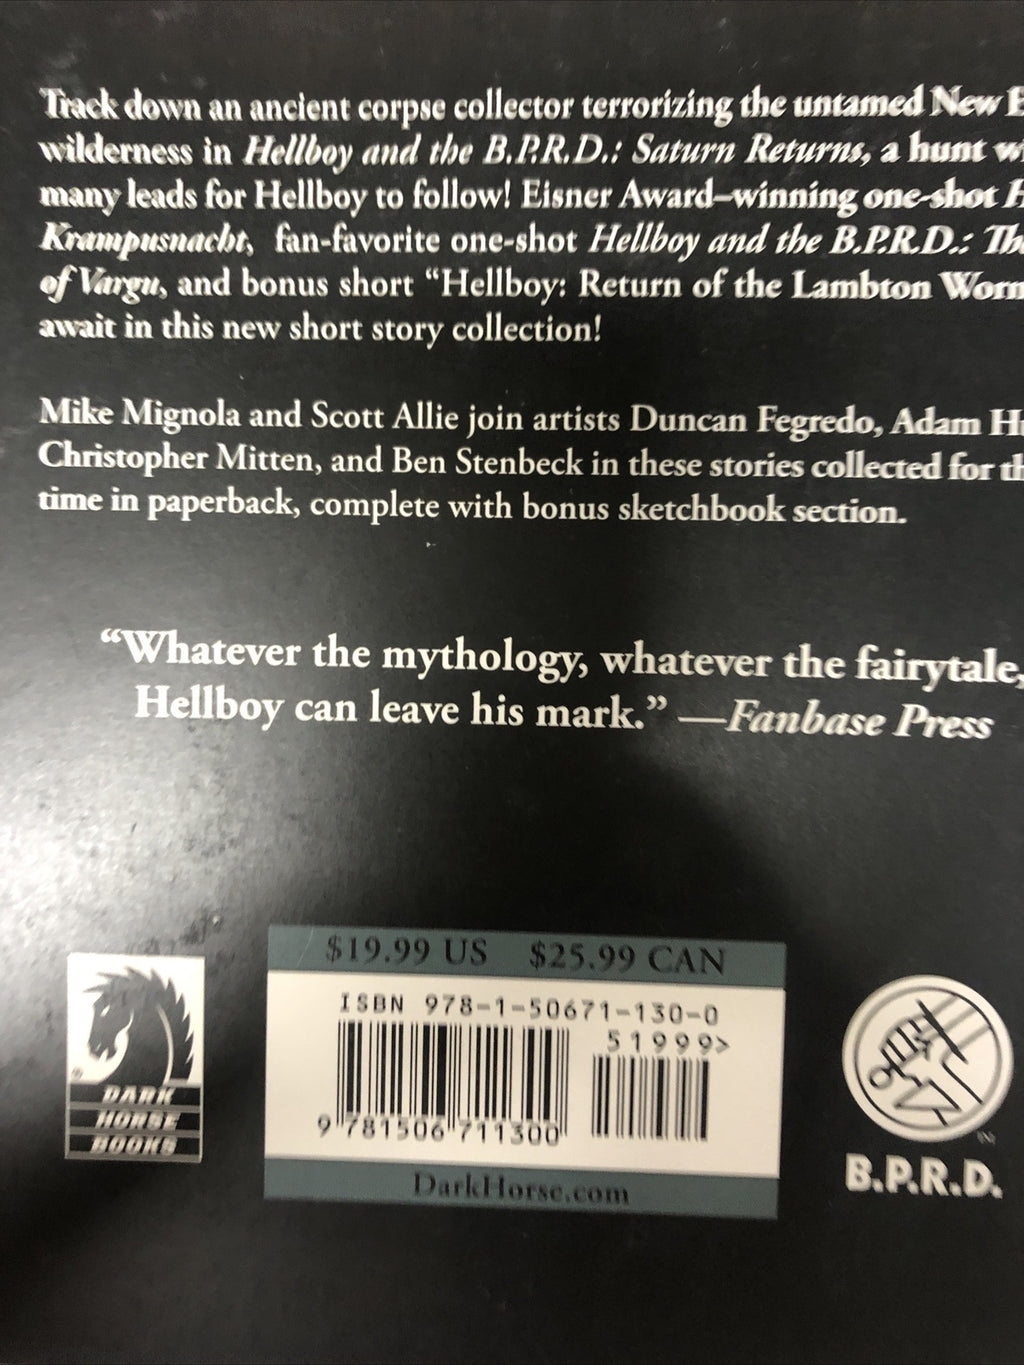 Track down an ancient corpse collector terrorizing the untamed New E
wilderness in Hellboy and the B.P.R.D.: Saturn Returns, a hunt wi
many leads for Hellboy to follow! Eisner Award–winning one-shot H
Krampusnacht, fan-favorite one-shot Hellboy and the B.P.R.D.: The
of Vargu, and bonus short “Hellboy: Return of the Lambton Worm
await in this new short story collection!
Mike Mignola and Scott Allie join artists Duncan Fegredo, Adam Hu
Christopher Mitten, and Ben Stenbeck in these stories collected for th
time in paperback, complete with bonus sketchbook section.
“Whatever the mythology, whatever the fairytale,
Hellboy can leave his mark.” —Fanbase Press
$19.99 US $25.99 CAN
ISBN 978-1-50671-130-0
51999>
9 781506 711300
DarkHorse.com
®
DARK
HORSE
BOOKS
™
B.P.R.D.